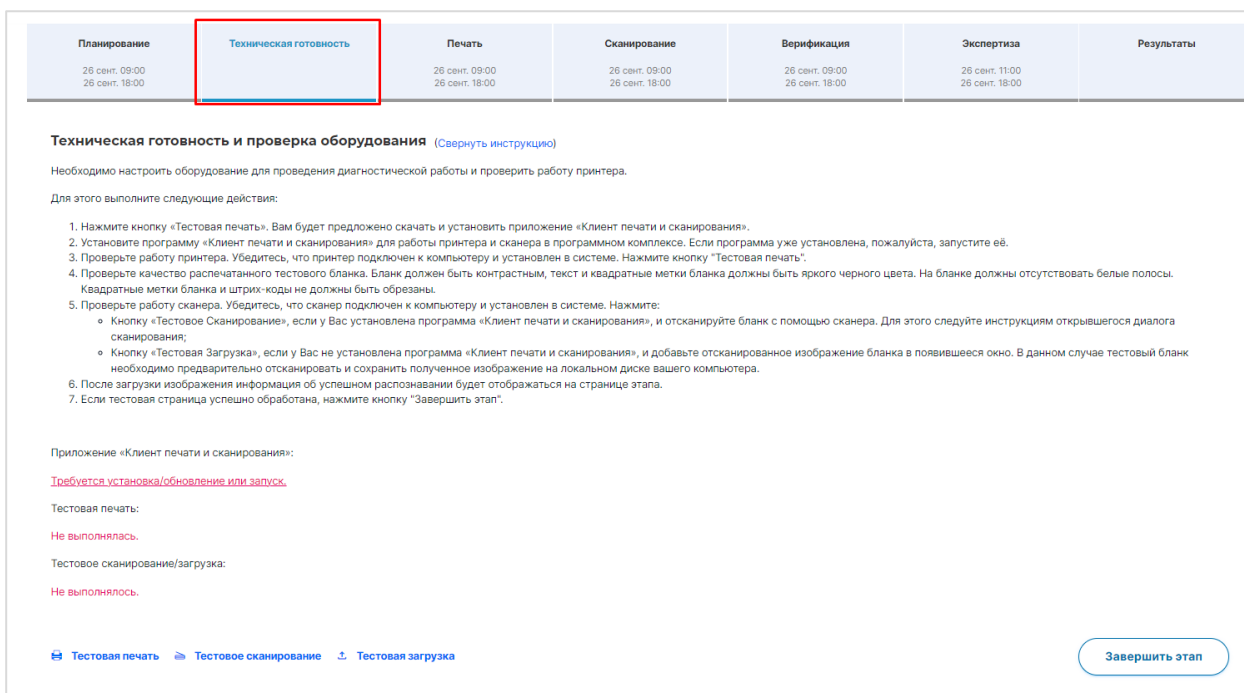 Планирование
26 сент. 09:00
26 сент. 18:00
Техническая готовность
Печать
26 сент. 09:00
26 сент. 18:00
Сканирование
26 сент. 09:00
26 сент. 18:00
Верификация
26 сент. 09:00
26 сент. 18:00
Экспертиза
26 сент. 11:00
26 сент. 18:00
Результаты
Техническая готовность и проверка оборудования (Свернуть инструкцию)
Необходимо настроить оборудование для проведения диагностической работы и проверить работу принтера.
Для этого выполните следующие действия:
1. Нажмите кнопку «Тестовая печать». Вам будет предложено скачать и установить приложение «Клиент печати и сканирования».
2. Установите программу «Клиент печати и сканирования» для работы принтера и сканера в программном комплексе. Если программа уже установлена, пожалуйста, запустите её.
3. Проверьте работу принтера. Убедитесь, что принтер подключен к компьютеру и установлен в системе. Нажмите кнопку "Тестовая печать".
4. Проверьте качество распечатанного тестового бланка. Бланк должен быть контрастным, текст и квадратные метки бланка должны быть яркого черного цвета. На бланке должны отсутствовать белые полосы.
Квадратные метки бланка и штрих-коды не должны быть обрезаны.
5. Проверьте работу сканера. Убедитесь, что сканер подключен к компьютеру и установлен в системе. Нажмите:
Кнопку «Тестовое Сканирование», если у Вас установлена программа «Клиент печати и сканирования», и отсканируйте бланк с помощью сканера. Для этого следуйте инструкциям открывшегося диалога
сканирования;
Кнопку «Тестовая Загрузка», если у Вас не установлена программа «Клиент печати и сканирования», и добавьте отсканированное изображение бланка в появившееся окно. В данном случае тестовый бланк
необходимо предварительно отсканировать и сохранить полученное изображение на локальном диске вашего компьютера.
6. После загрузки изображения информация об успешном распознавании будет отображаться на странице этапа.
7. Если тестовая страница успешно обработана, нажмите кнопку "Завершить этап".
Приложение «Клиент печати и сканирования»:
Требуется установка/обновление или запуск.
Тестовая печать:
Не выполнялась.
Тестовое сканирование/загрузка:
Не выполнялось.
Тестовая печать Тестовое сканирование Тестовая загрузка
Завершить этап